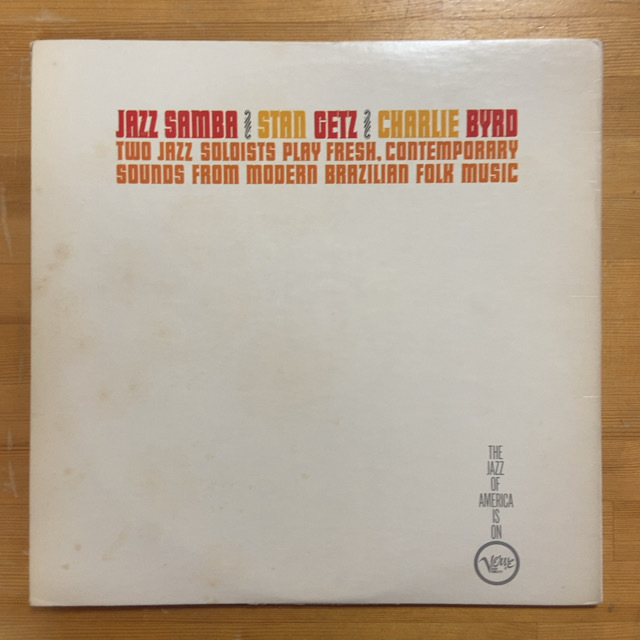 JAZZ SAMBA STAN GETZ CHARLIE BYRD
TWO JAZZ SOLOISTS PLAY FRESH, CONTEMPORARY
SOUNDS FROM MODERN BRAZILIAN FOLK MUSIC
THE
JAZZ
OF
AMERICA
IS
ON
Verve